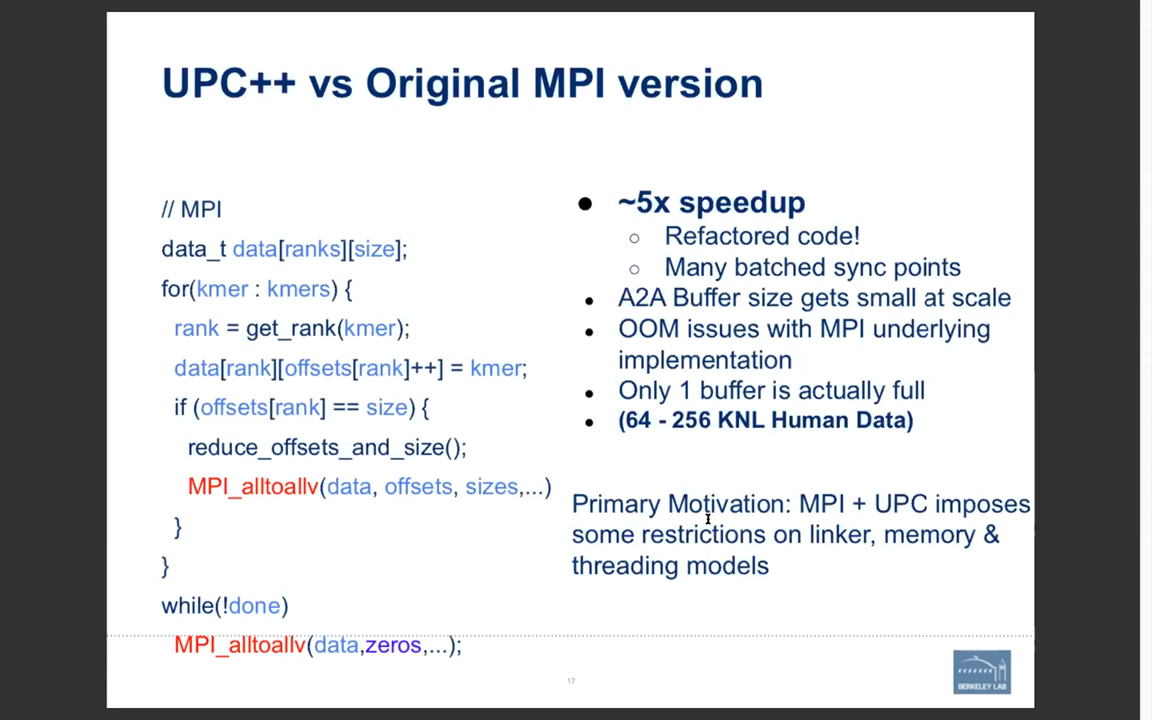 UPC++ vs Original MPI version
// MPI
data_t data[ranks][size];
for(kmer : kmers) {
rank = get_rank(kmer);
data[rank][offsets[rank]++] = kmer;
if (offsets[rank] == size) {
reduce_offsets_and_size();
MPI_alltoallv(data, offsets, sizes,...)
}
}
while(!done)
MPI_alltoallv(data,zeros,...);
● ~5x speedup
○ Refactored code!
○ Many batched sync points
● A2A Buffer size gets small at scale
● OOM issues with MPI underlying
implementation
● Only 1 buffer is actually full
● (64 - 256 KNL Human Data)
Primary Motivation: MPI + UPC imposes
some restrictions on linker, memory &
threading models
17
BERKELEY LAB